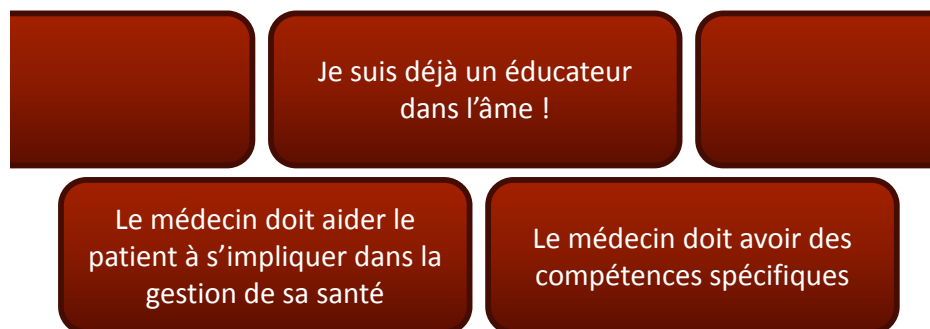 Je suis déjà un éducateur
dans l’âme !
Le médecin doit aider le
patient à s’impliquer dans la
gestion de sa santé
Le médecin doit avoir des
compétences spécifiques